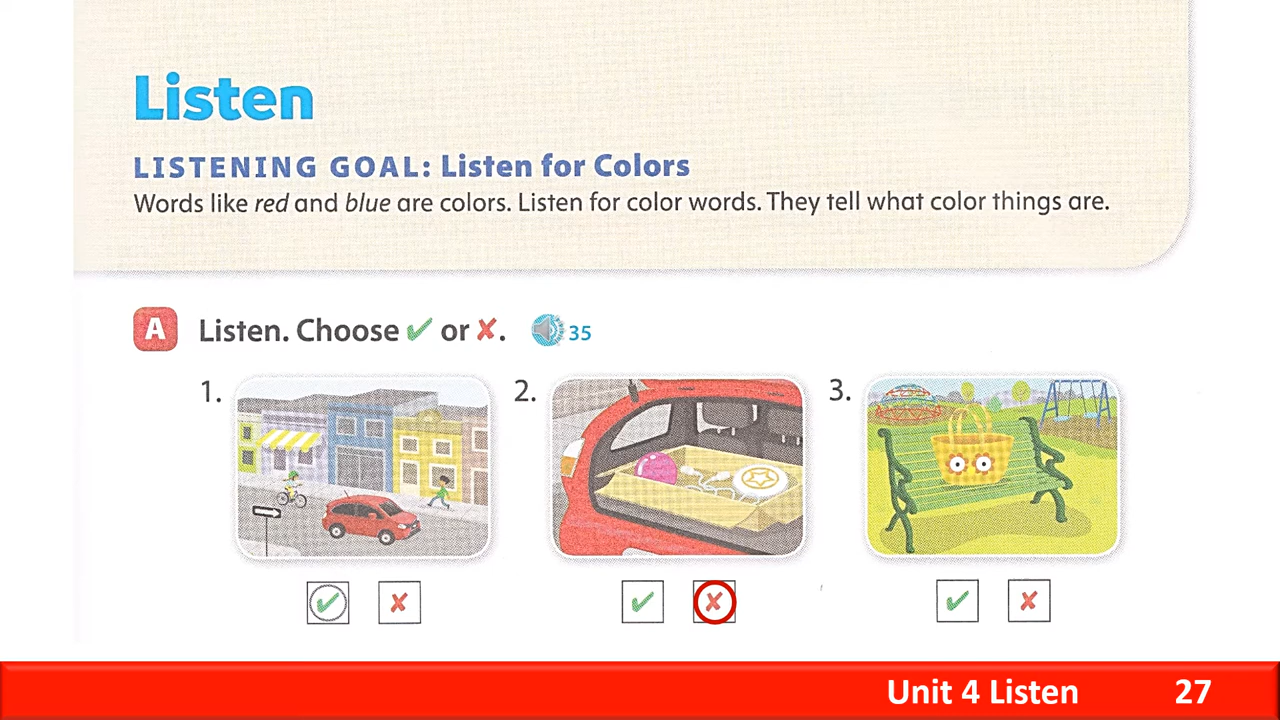 Listen
LISTENING GOAL: Listen for Colors
Words like red and blue are colors. Listen for color words. They tell what color things are.
A Listen. Choose ✔ or ✘. 35
1. 2. 3.
✔ ✘ ✔ ✘ ✔ ✘
Unit 4 Listen 27